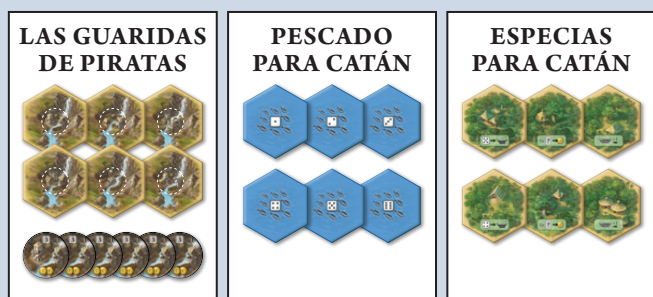 LAS GUARIDAS
DE PIRATAS
PESCADO
PARA CATÁN
ESPECIAS
PARA CATÁN